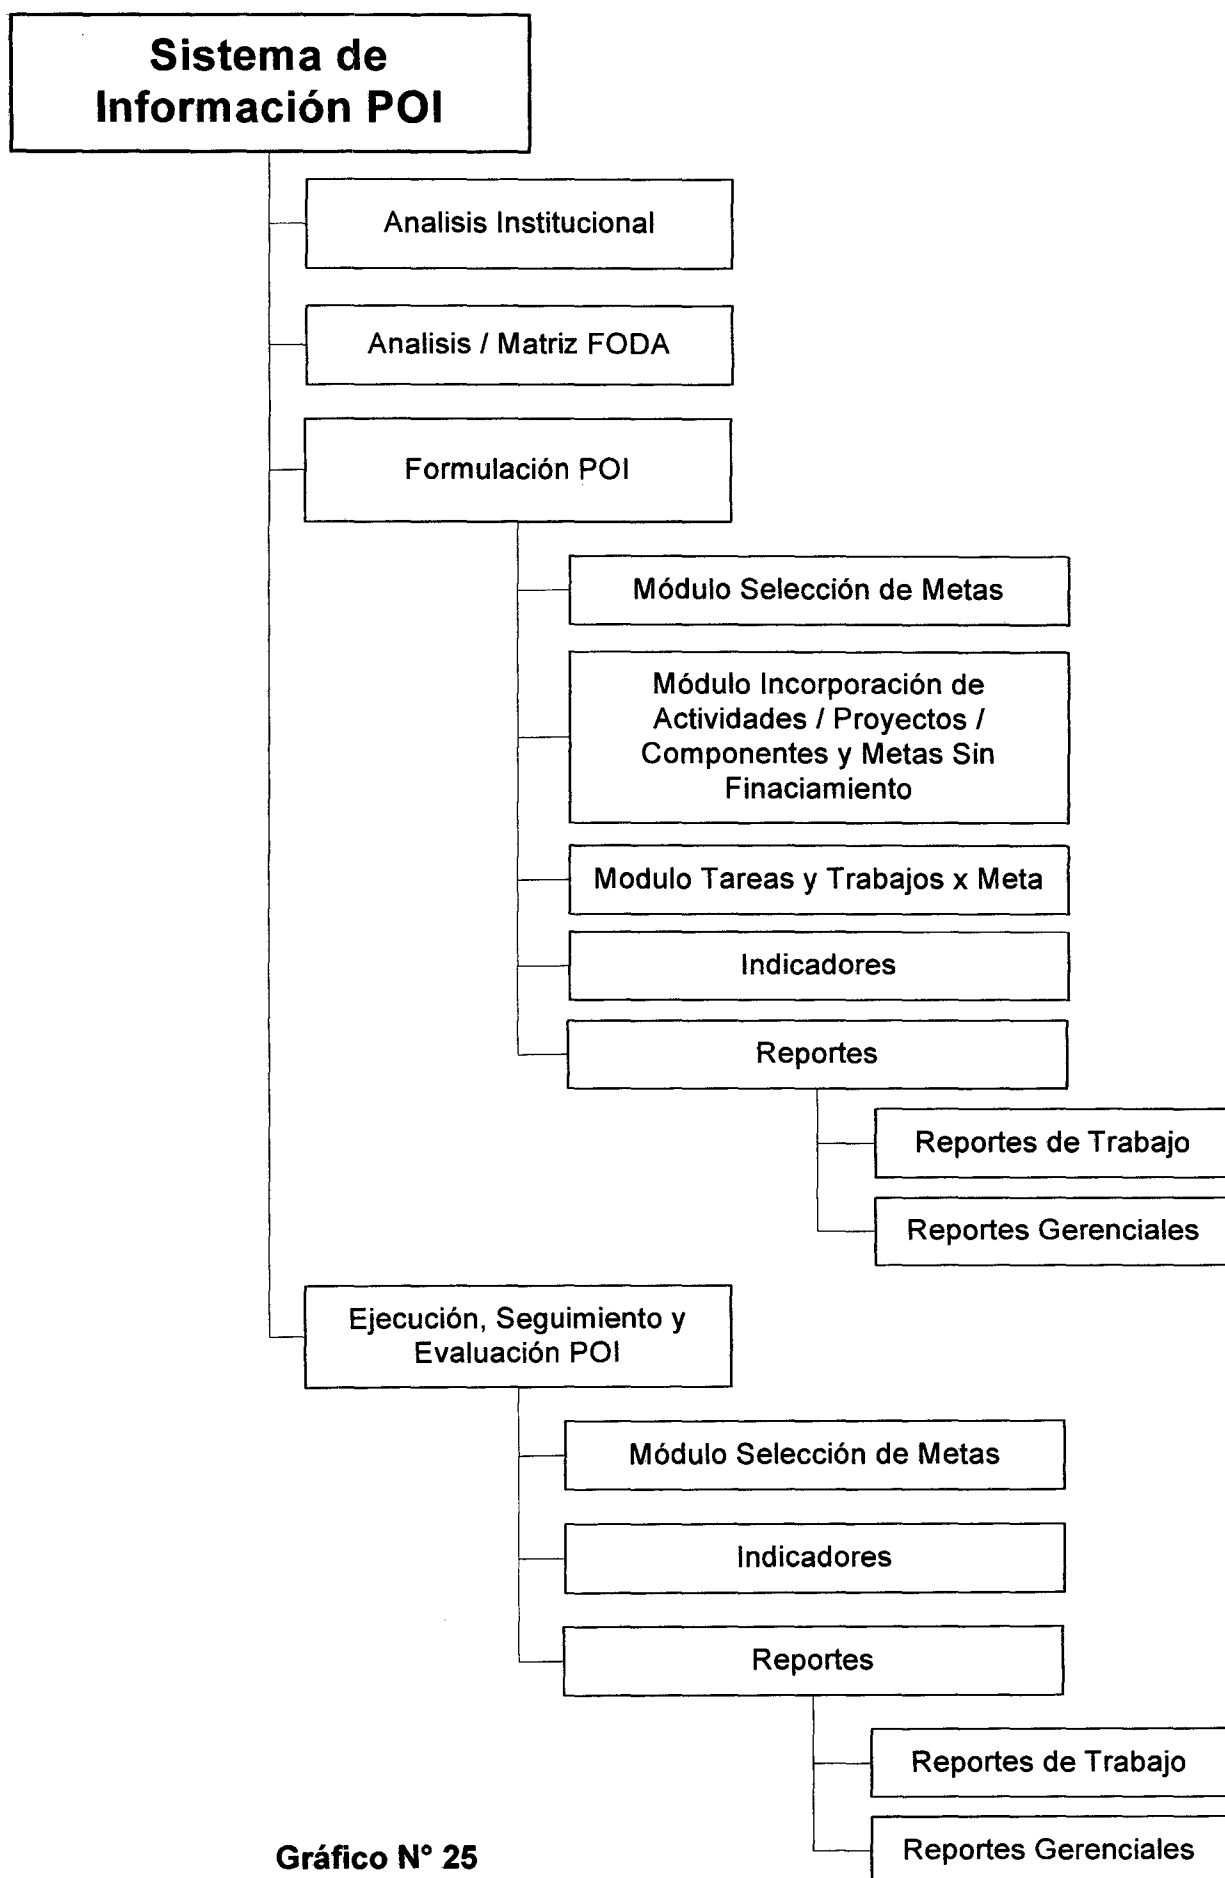 Sistema de
Información POI
Analisis Institucional
Analisis / Matriz FODA
Formulación POI
Módulo Selección de Metas
Módulo Incorporación de
Actividades / Proyectos /
Componentes y Metas Sin
Finaciamiento
Modulo Tareas y Trabajos x Meta
Indicadores
Reportes
Reportes de Trabajo
Reportes Gerenciales
Ejecución, Seguimiento y
Evaluación POI
Módulo Selección de Metas
Indicadores
Reportes
Reportes de Trabajo
Reportes Gerenciales
Gráfico N° 25